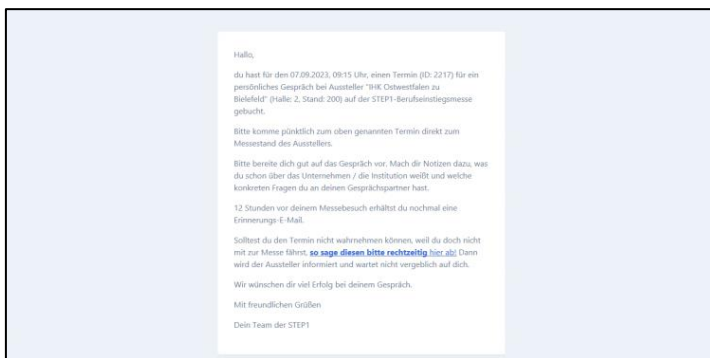 Hallo,
du hast für den 07.09.2023, 09:15 Uhr, einen Termin (ID: 2217) für ein
persönliches Gespräch bei Aussteller "IHK Ostwestfalen zu
Bielefeld" (Halle: 2, Stand: 200) auf der STEP1-Berufseinstiegsmesse
gebucht.
Bitte komme pünktlich zum oben genannten Termin direkt zum
Messestand des Ausstellers.
Bitte bereite dich gut auf das Gespräch vor. Mach dir Notizen dazu, was
du schon über das Unternehmen / die Institution weißt und welche
konkreten Fragen du an deinen Gesprächspartner hast.
12 Stunden vor deinem Messebesuch erhältst du nochmal eine
Erinnerungs-E-Mail.
Solltest du den Termin nicht wahrnehmen können, weil du doch nicht
mit zur Messe fährst, so sage diesen bitte rechtzeitig hier ab! Dann
wird der Aussteller informiert und wartet nicht vergeblich auf dich.
Wir wünschen dir viel Erfolg bei deinem Gespräch.
Mit freundlichen Grüßen
Dein Team der STEP1